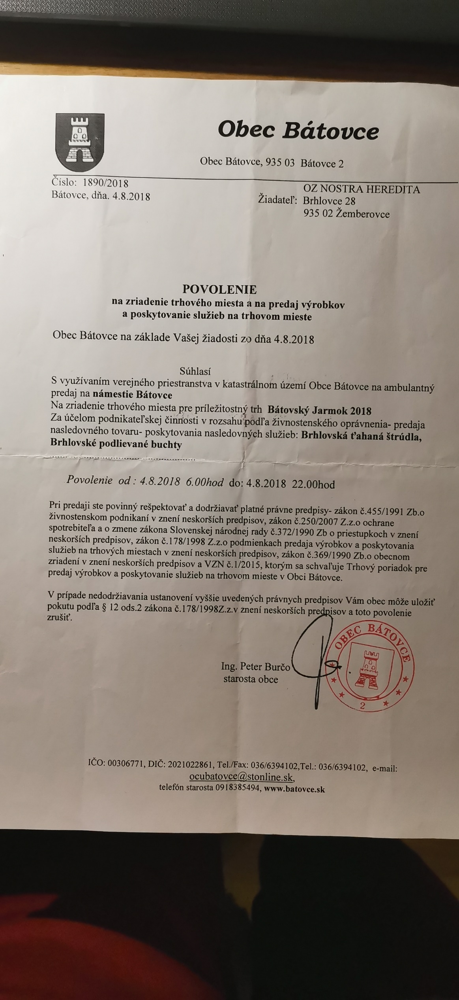 Obec Bátovce
Obec Bátovce, 935 03 Bátovce 2
Číslo: 1890/2018
Bátovce, dňa. 4.8.2018
OZ NOSTRA HEREDITA
Žiadateľ: Brhlovce 28
935 02 Žemberovce
POVOLENIE
na zriadenie trhového miesta a na predaj výrobkov
a poskytovanie služieb na trhovom mieste
Obec Bátovce na základe Vašej žiadosti zo dňa 4.8.2018
Súhlasí
S využívaním verejného priestranstva v katastrálnom území Obce Bátovce na ambulantný
predaj na námestie Bátovce
Na zriadenie trhového miesta pre príležitostný trh Bátovský Jarmok 2018
Za účelom podnikateľskej činnosti v rozsahu podľa živnostenského oprávnenia- predaja
nasledovného tovaru- poskytovania nasledovných služieb: Brhlovská ťahaná štrúdla,
Brhlovské podlievané buchty
Povolenie od : 4.8.2018 6.00hod do: 4.8.2018 22.00hod
Pri predaji ste povinný rešpektovať a dodržiavať platné právne predpisy- zákon č.455/1991 Zb.o
živnostenskom podnikaní v znení neskorších predpisov, zákon č.250/2007 Z.z.o ochrane
spotrebiteľa a o zmene zákona Slovenskej národnej rady č.372/1990 Zb o priestupkoch v znení
neskorších predpisov, zákon č.178/1998 Z.z.o podmienkach predaja výrobkov a poskytovania
služieb na trhových miestach v znení neskorších predpisov, zákon č.369/1990 Zb.o obecnom
zriadení v znení neskorších predpisov a VZN č.1/2015, ktorým sa schvaľuje Trhový poriadok pre
predaj výrobkov a poskytovanie služieb na trhovom mieste v Obci Bátovce.
V prípade nedodržiavania ustanovení vyššie uvedených právnych predpisov Vám obec môže uložiť
pokutu podľa § 12 ods.2 zákona č.178/1998Z.z.v znení neskorších predpisov a toto povolenie
zrušiť.
OBEC BÁTOVCE
2
Ing. Peter Burčo
starosta obce
IČO: 00306771, DIČ: 2021022861, Tel./Fax: 036/6394102,Tel.: 036/6394102, e-mail:
ocubatovce@stonline.sk,
telefón starosta 0918385494, www.batovce.sk